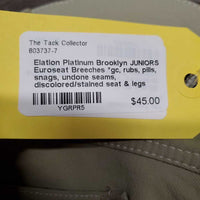 The Tack Collector
803737-7
Elation Platinum Brooklyn JUNIORS
Euroseat Breeches *gc, rubs, pills,
snags, undone seams,
discolored/stained seat & legs
$45.00
YGRPR5